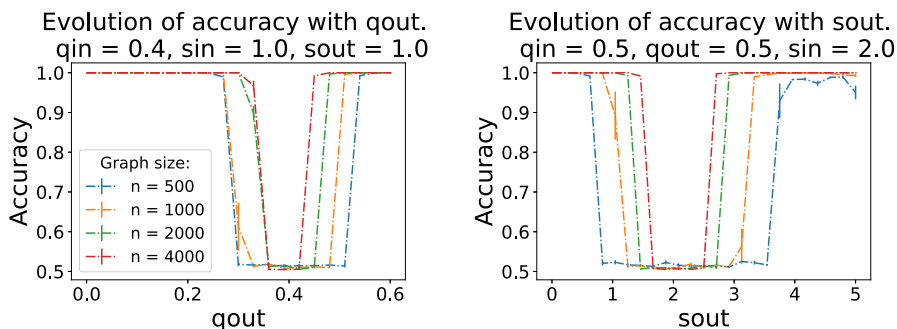 Evolution of accuracy with qout.
qin = 0.4, sin = 1.0, sout = 1.0
1.0
0.9
0.8
0.7
0.6
0.5
Accuracy
Graph size:
n = 500
n = 1000
n = 2000
n = 4000
0.0
0.2
0.4
0.6
qout
Evolution of accuracy with sout.
qin = 0.5, qout = 0.5, sin = 2.0
1.0
0.9
0.8
0.7
0.6
0.5
Accuracy
0
1
2
3
4
5
sout